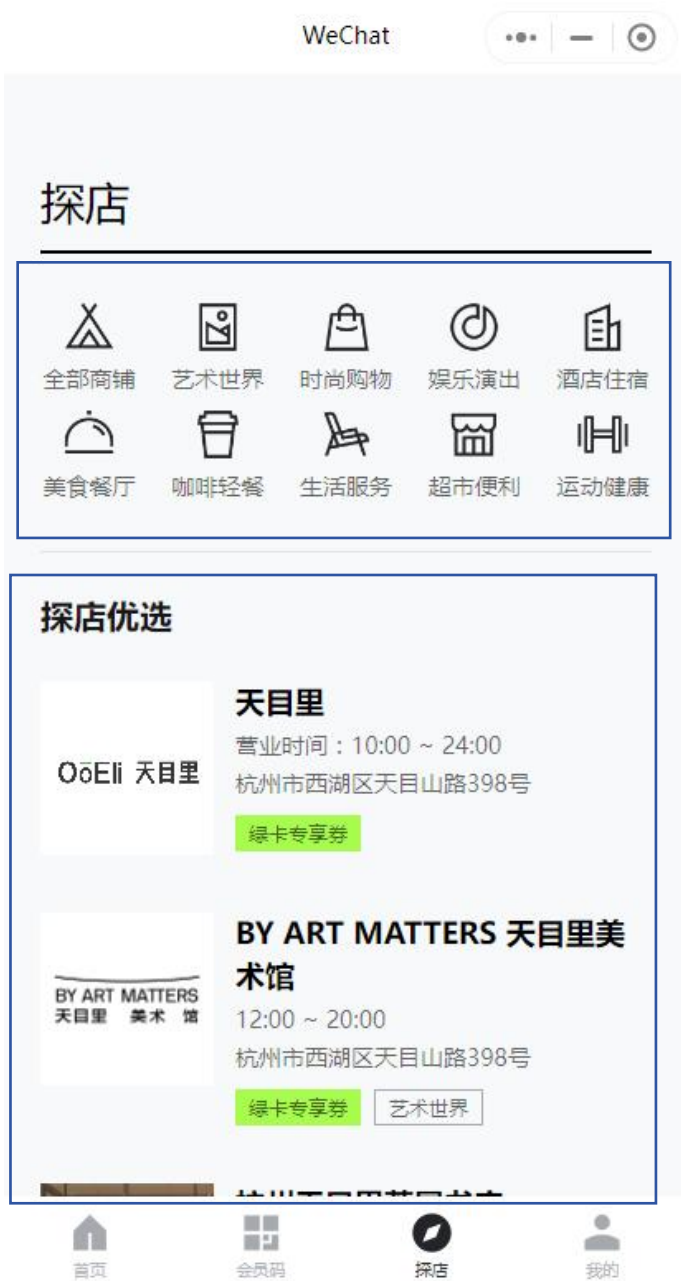 WeChat
探店
全部商铺 艺术世界 时尚购物 娱乐演出 酒店住宿
美食餐厅 咖啡轻餐 生活服务 超市便利 运动健康
探店优选
OōEli 天目里
天目里
营业时间：10:00 ~ 24:00
杭州市西湖区天目山路398号
绿卡专享券
BY ART MATTERS
天目里 美术馆
BY ART MATTERS 天目里美
术馆
12:00 ~ 20:00
杭州市西湖区天目山路398号
绿卡专享券 艺术世界
首页 会员码 探店 我的